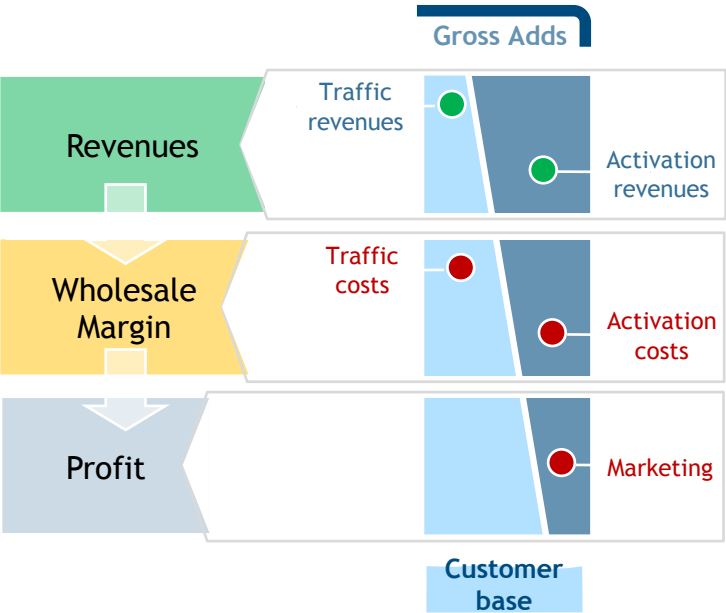 Gross Adds
Revenues
Traffic
revenues
Activation
revenues
Wholesale
Margin
Traffic
costs
Activation
costs
Profit
Marketing
Customer
base